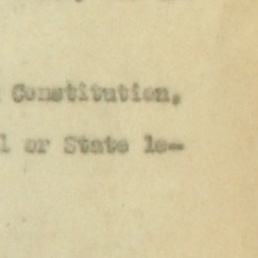 Constitution,
l or State le-